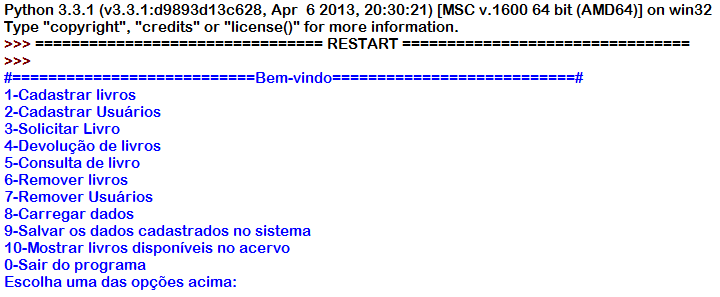 Python 3.3.1 (v3.3.1:d9893d13c628, Apr  6 2013, 20:30:21) [MSC v.1600 64 bit (AMD64)] on win32
Type "copyright", "credits" or "license()" for more information.
>>> ================================ RESTART ================================
>>>
#===========================Bem-vindo===========================#
1-Cadastrar livros
2-Cadastrar Usuários
3-Solicitar Livro
4-Devolução de livros
5-Consulta de livro
6-Remover livros
7-Remover Usuários
8-Carregar dados
9-Salvar os dados cadastrados no sistema
10-Mostrar livros disponíveis no acervo
0-Sair do programa
Escolha uma das opções acima: